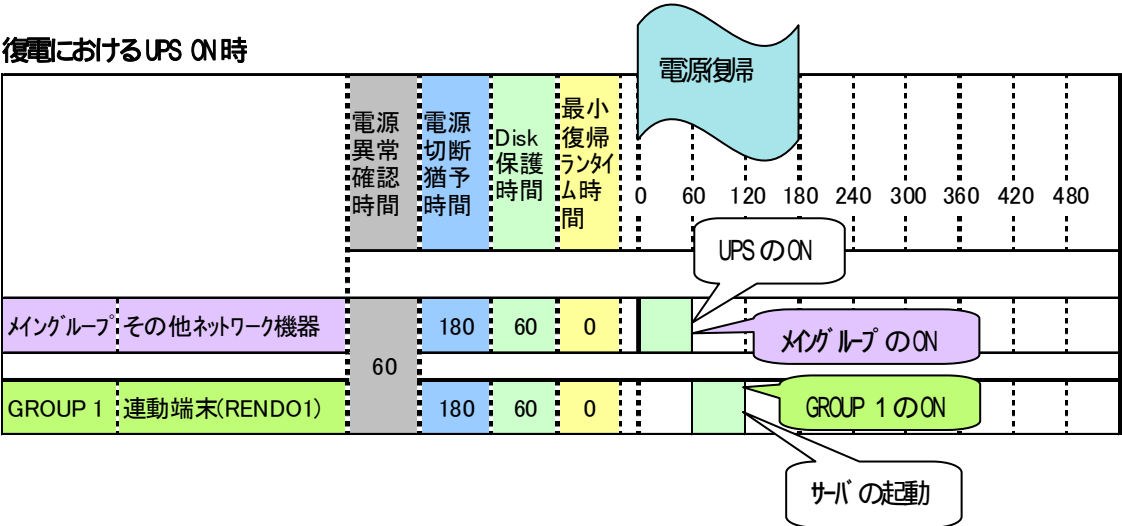 復電におけるUPS ON時
電源復帰
電源
異常
確認
時間
電源
切断
猶予
時間
Disk
保護
時間
最小
復帰
ランタイ
ム時
間
0 60 120 180 240 300 360 420 480
UPSのON
メイングループ その他ネットワーク機器 180 60 0
メイングループのON
60
GROUP 1 連動端末(RENDO1) 180 60 0
GROUP 1のON
サーバの起動